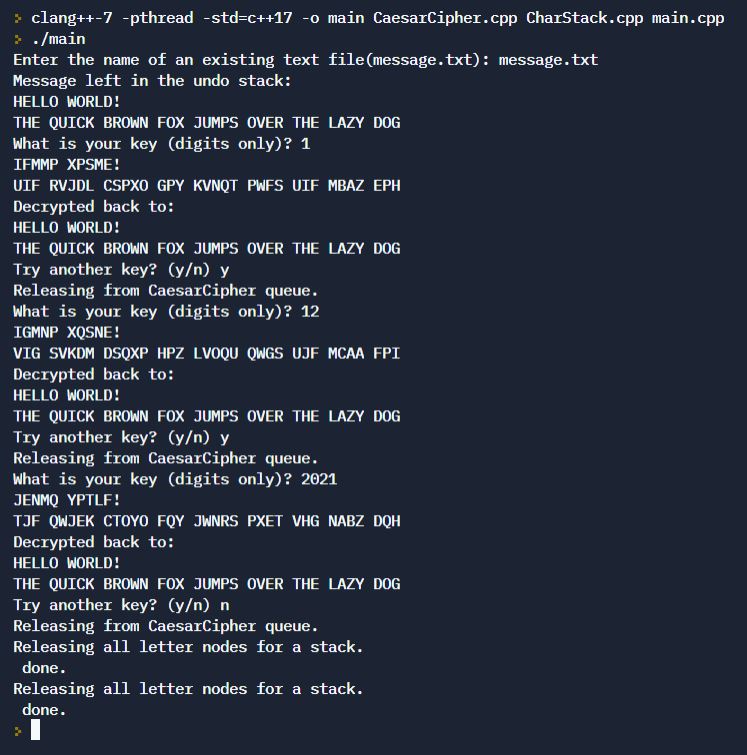 > clang++-7 -pthread -std=c++17 -o main CaesarCipher.cpp CharStack.cpp main.cpp
> ./main
Enter the name of an existing text file(message.txt): message.txt
Message left in the undo stack:
HELLO WORLD!
THE QUICK BROWN FOX JUMPS OVER THE LAZY DOG
What is your key (digits only)? 1
IFMMP XPSME!
UIF RVJDL CSPXO GPY KVNQT PWFS UIF MBAZ EPH
Decrypted back to:
HELLO WORLD!
THE QUICK BROWN FOX JUMPS OVER THE LAZY DOG
Try another key? (y/n) y
Releasing from CaesarCipher queue.
What is your key (digits only)? 12
IGMNP XQSNE!
VIG SVKDM DSQXP HPZ LVOQU QWGS UJF MCAA FPI
Decrypted back to:
HELLO WORLD!
THE QUICK BROWN FOX JUMPS OVER THE LAZY DOG
Try another key? (y/n) y
Releasing from CaesarCipher queue.
What is your key (digits only)? 2021
JENMQ YPTLF!
TJF QWJEK CTOYO FQY JWNRS PXET VHG NABZ DQH
Decrypted back to:
HELLO WORLD!
THE QUICK BROWN FOX JUMPS OVER THE LAZY DOG
Try another key? (y/n) n
Releasing from CaesarCipher queue.
Releasing all letter nodes for a stack.
 done.
Releasing all letter nodes for a stack.
 done.
>